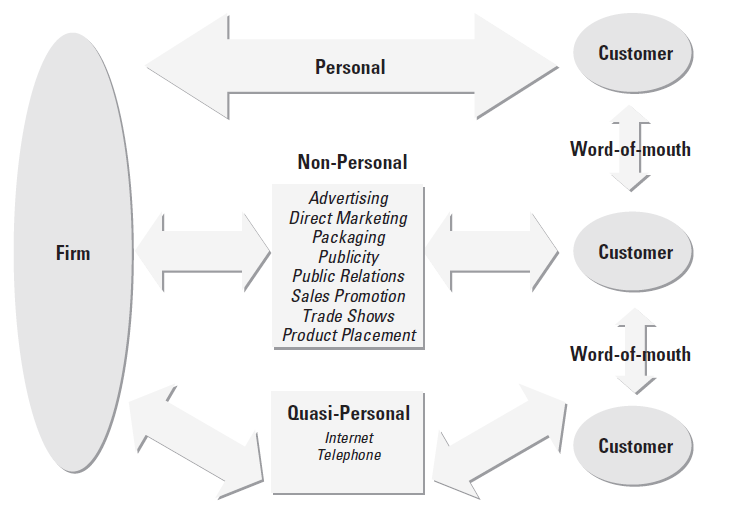 Personal
Customer
Word-of-mouth
Non-Personal
Advertising
Direct Marketing
Packaging
Publicity
Public Relations
Sales Promotion
Trade Shows
Product Placement
Firm
Customer
Word-of-mouth
Quasi-Personal
Internet
Telephone
Customer